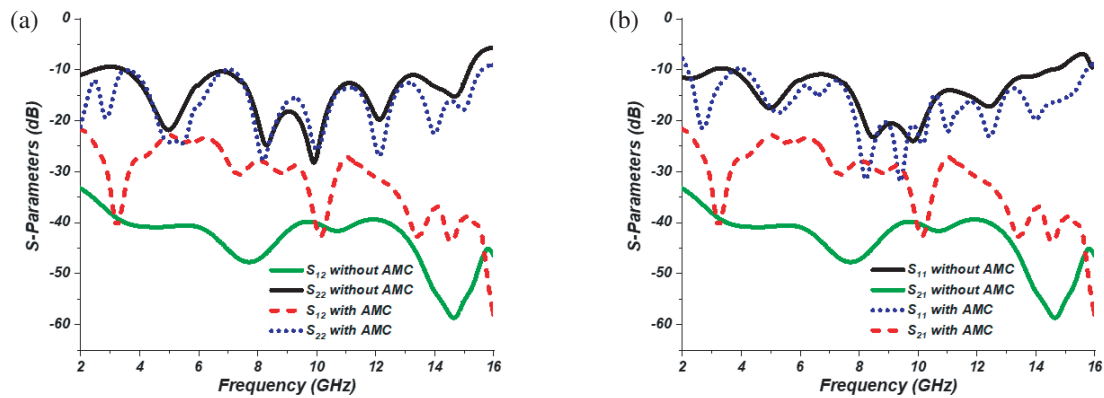 (a)
S-Parameters (dB)
0
-10
-20
-30
-40
-50
-60
S12 without AMC
S22 without AMC
S12 with AMC
S22 with AMC
2 4 6 8 10 12 14 16
Frequency (GHz)
(b)
S-Parameters (dB)
0
-10
-20
-30
-40
-50
-60
S11 without AMC
S21 without AMC
S11 with AMC
S21 with AMC
2 4 6 8 10 12 14 16
Frequency (GHz)